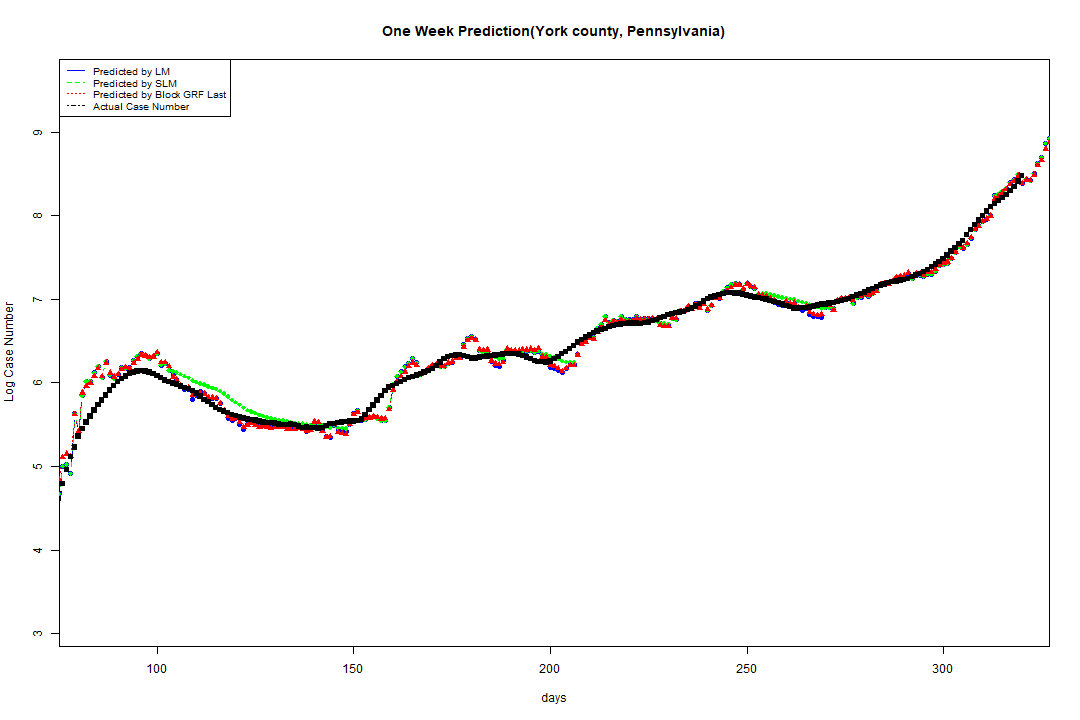 One Week Prediction(York county, Pennsylvania)
Predicted by LM
Predicted by SLM
Predicted by Block GRF Last
Actual Case Number
9
8
7
6
5
4
3
Log Case Number
100 150 200 250 300
days